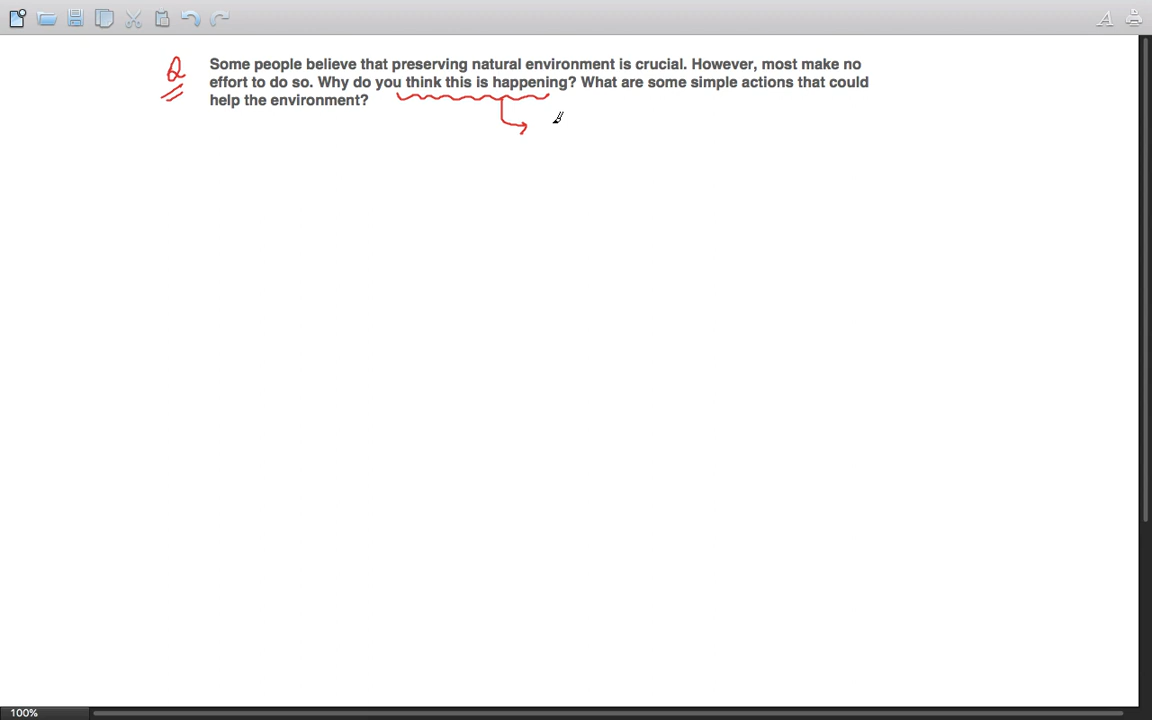 Q Some people believe that preserving natural environment is crucial. However, most make no
effort to do so. Why do you think this is happening? What are some simple actions that could
help the environment?
100%